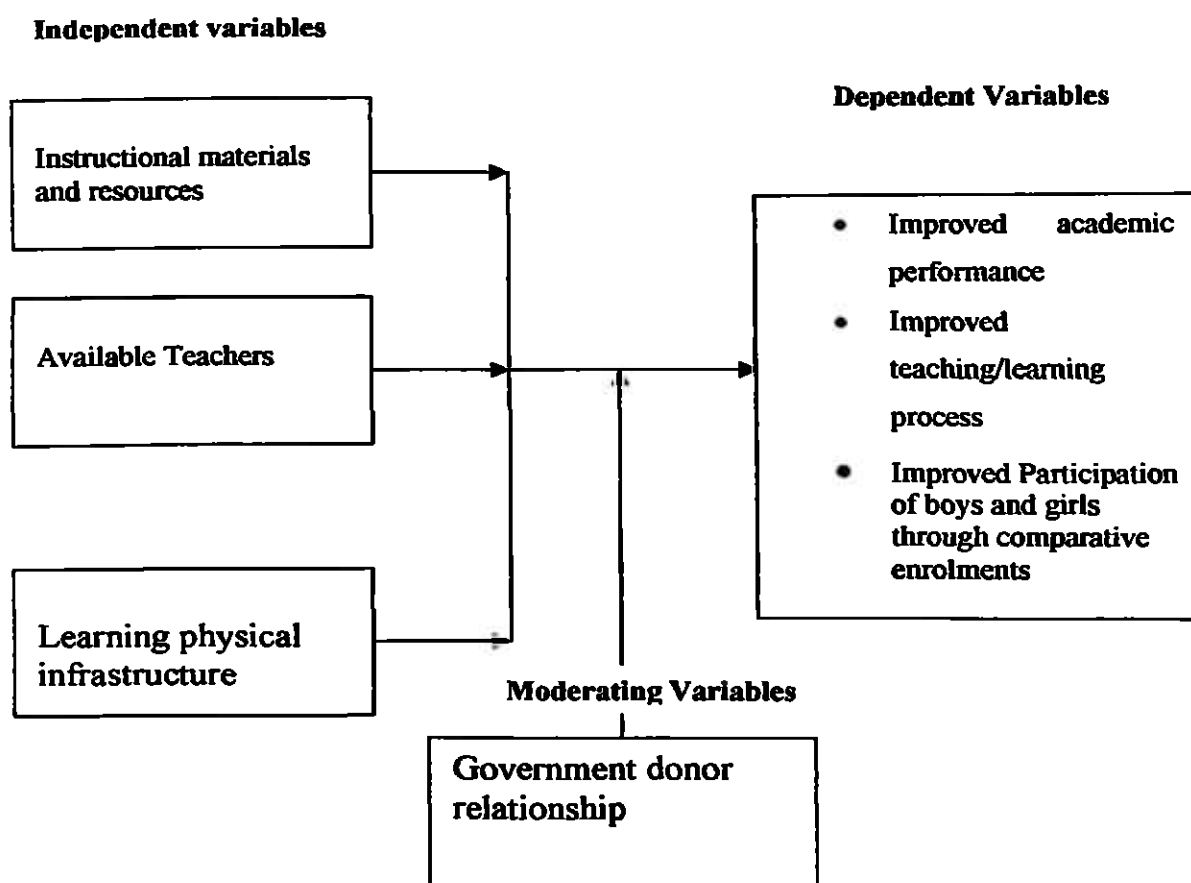 Independent variables
Instructional materials
and resources
Available Teachers
Learning physical
infrastructure
Dependent Variables
• Improved academic
performance
• Improved
teaching/learning
process
• Improved Participation
of boys and girls
through comparative
enrolments
Moderating Variables
Government donor
relationship